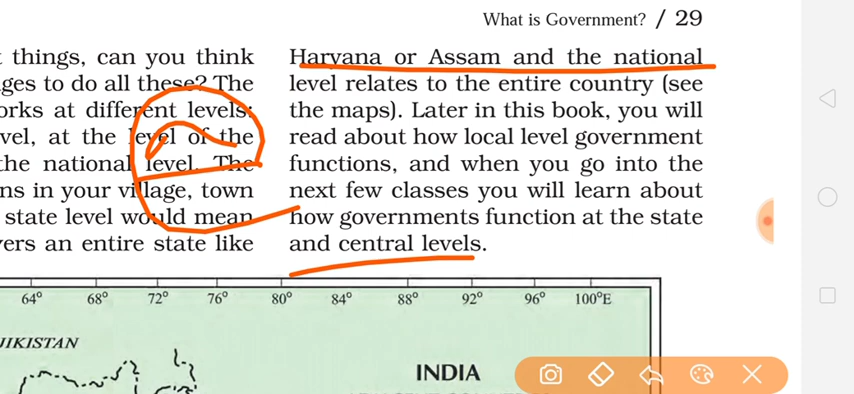 What is Government? / 29
things, can you think
ges to do all these? The
orks at different levels:
vel, at the level of the
the national level. The
ns in your village, town
state level would mean
vers an entire state like
Haryana or Assam and the national
level relates to the entire country (see
the maps). Later in this book, you will
read about how local level government
functions, and when you go into the
next few classes you will learn about
how governments function at the state
and central levels.
64° 68° 72° 76° 80° 84° 88° 92° 96° 100°E
JIKISTAN
INDIA